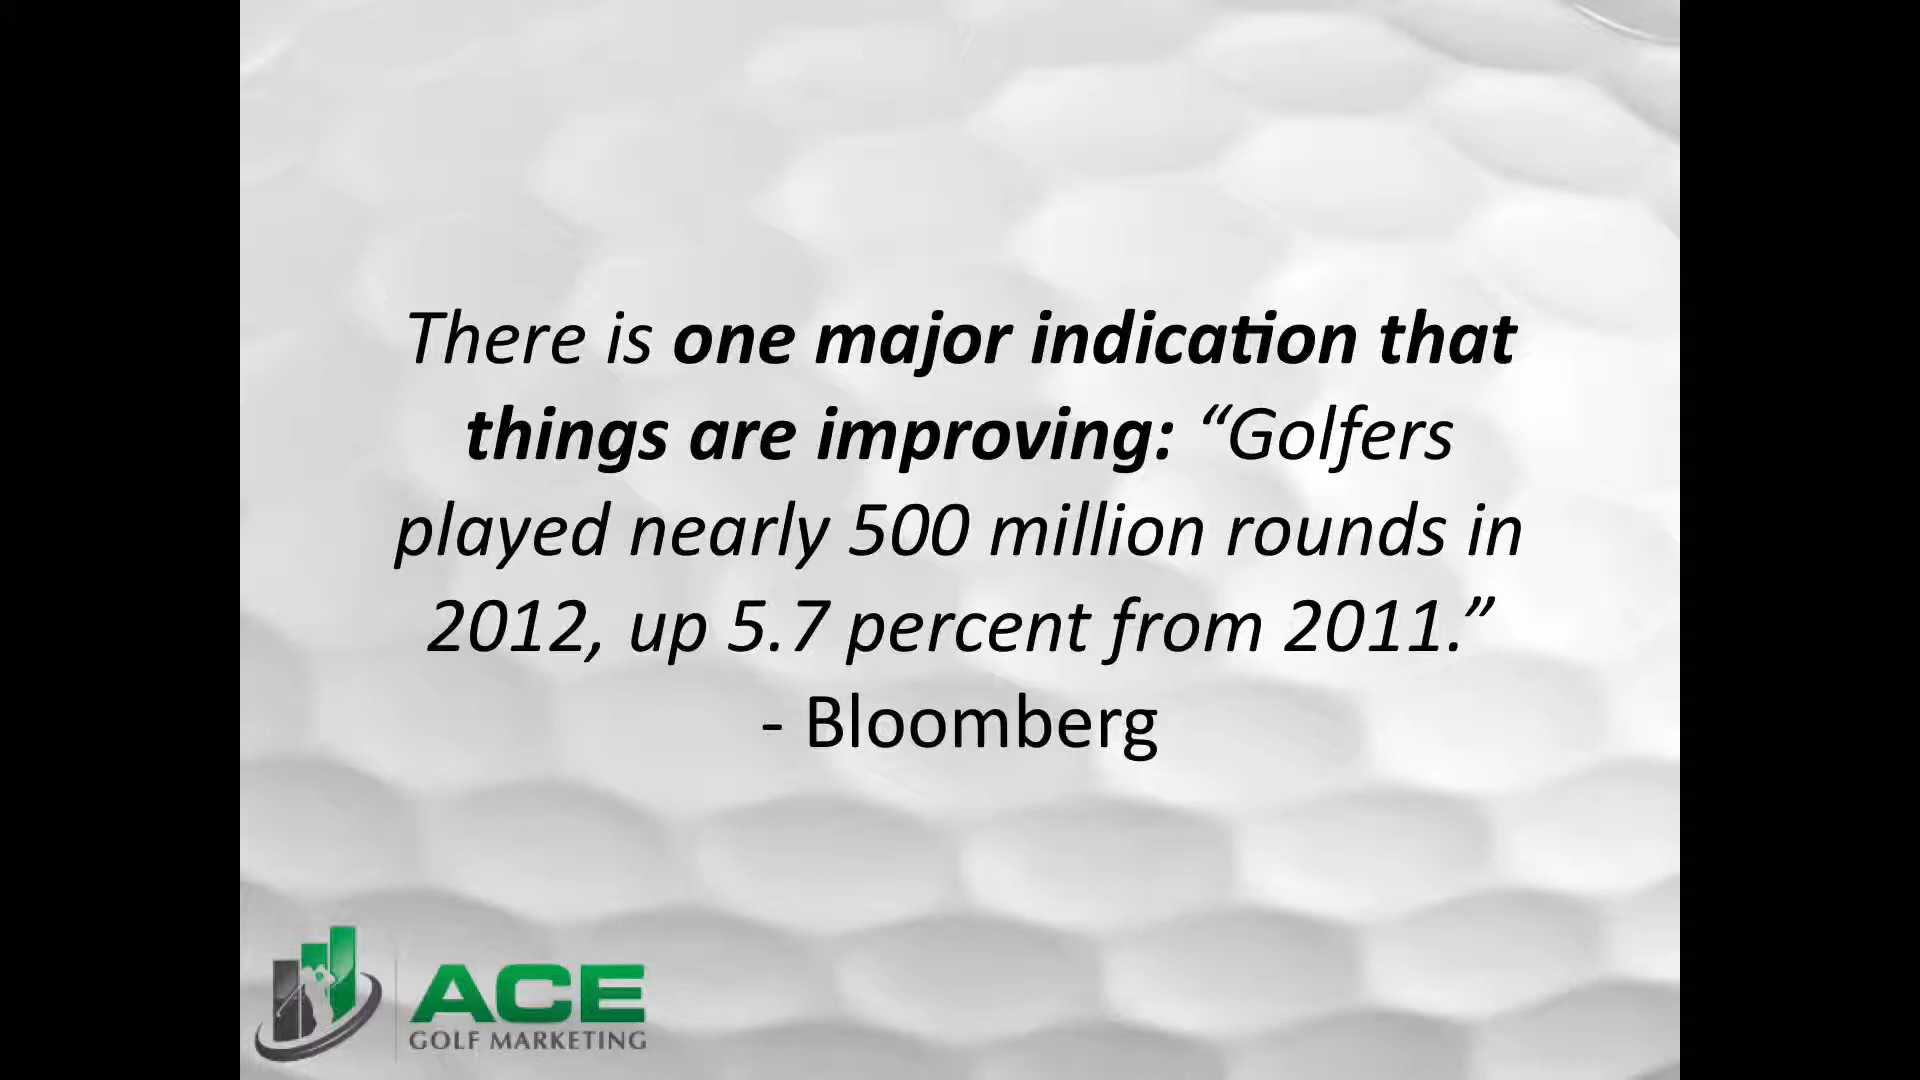 There is one major indication that
things are improving: “Golfers
played nearly 500 million rounds in
2012, up 5.7 percent from 2011.”
- Bloomberg
ACE
GOLF MARKETING